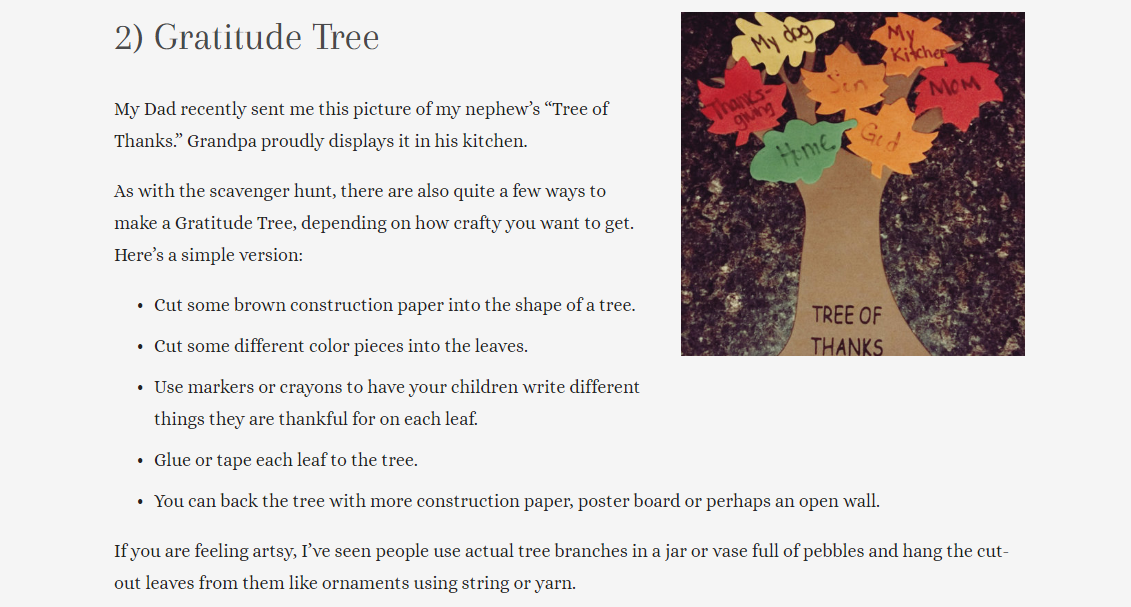 2) Gratitude Tree
My Dad recently sent me this picture of my nephew’s “Tree of
Thanks.” Grandpa proudly displays it in his kitchen.
As with the scavenger hunt, there are also quite a few ways to
make a Gratitude Tree, depending on how crafty you want to get.
Here’s a simple version:
• Cut some brown construction paper into the shape of a tree.
• Cut some different color pieces into the leaves.
• Use markers or crayons to have your children write different
things they are thankful for on each leaf.
• Glue or tape each leaf to the tree.
• You can back the tree with more construction paper, poster board or perhaps an open wall.
If you are feeling artsy, I’ve seen people use actual tree branches in a jar or vase full of pebbles and hang the cut-
out leaves from them like ornaments using string or yarn.
My dog
My
Kitchen
Thanks-
giving
Mom
Home
God
TREE OF
THANKS